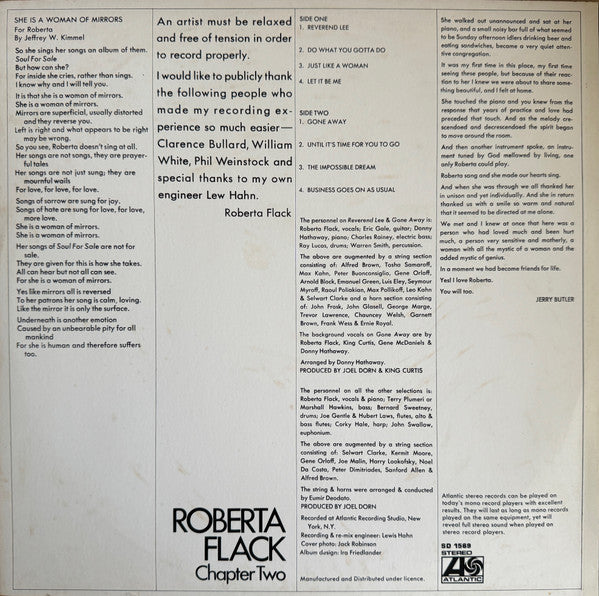 SHE IS A WOMAN OF MIRRORS
For Roberta
By Jeffrey W. Kimmel
So she sings her songs an album of them.
Soul For Sale
But how can she?
For inside she cries, rather than sings.
I know why and I will tell you.
It is that she is a woman of mirrors.
She is a woman of mirrors.
Mirrors are superficial, usually distorted
and they reverse you.
Left is right and what appears to be right
may be wrong.
So you see, Roberta doesn't sing at all.
Her songs are not songs, they are prayer-
ful tales
Her songs are not just sung; they are
mournful wails
For love, for love, for love.
Songs of sorrow are sung for joy.
Songs of hate are sung for love, for love,
more love.
She is a woman of mirrors.
She is a woman of mirrors.
Her songs of Soul For Sale are not for
sale.
They are given for this is how she takes.
All can hear but not all can see.
For she is a woman of mirrors.
Yes like mirrors all is reversed
To her patrons her song is calm, loving.
Like the mirror it is only the surface.
Underneath is another emotion
Caused by an unbearable pity for all
mankind
For she is human and therefore suffers
too.
An artist must be relaxed
and free of tension in order
to record properly.
I would like to publicly thank
the following people who
made my recording ex-
perience so much easier—
Clarence Bullard, William
White, Phil Weinstock and
special thanks to my own
engineer Lew Hahn.
Roberta Flack
ROBERTA
FLACK
Chapter Two
SIDE ONE
1. REVEREND LEE
2. DO WHAT YOU GOTTA DO
3. JUST LIKE A WOMAN
4. LET IT BE ME
SIDE TWO
1. GONE AWAY
2. UNTIL IT'S TIME FOR YOU TO GO
3. THE IMPOSSIBLE DREAM
4. BUSINESS GOES ON AS USUAL
The personnel on Reverend Lee & Gone Away is:
Roberta Flack, vocals; Eric Gale, guitar; Donny
Hathaway, piano; Charles Rainey, electric bass;
Ray Lucas, drums; Warren Smith, percussion.
The above are augmented by a string section
consisting of: Alfred Brown, Tosha Samaroff,
Max Kahn, Peter Buonconsiglio, Gene Orloff,
Arnold Black, Emanuel Green, Luis Eley, Seymour
Myroff, Raoul Poliakian, Max Pollikoff, Leo Kahn
& Selwart Clarke and a horn section consisting
of: John Frosk, John Glasell, George Marge,
Trevor Lawrence, Chauncey Welsh, Garnett
Brown, Frank Wess & Ernie Royal.
The background vocals on Gone Away are by
Roberta Flack, King Curtis, Gene McDaniels &
Donny Hathaway.
Arranged by Donny Hathaway.
PRODUCED BY JOEL DORN & KING CURTIS
The personnel on all the other selections is:
Roberta Flack, vocals & piano; Terry Plumeri or
Marshall Hawkins, bass; Bernard Sweetney,
drums; Joe Gentle & Hubert Laws, flutes, alto &
bass flutes; Corky Hale, harp; John Swallow,
euphonium.
The above are augmented by a string section
consisting of: Selwart Clarke, Kermit Moore,
Gene Orloff, Joe Malin, Harry Lookofsky, Noel
Da Costa, Peter Dimitriades, Sanford Allen &
Alfred Brown.
The string & horns were arranged & conducted
by Eumir Deodato.
PRODUCED BY JOEL DORN
Recorded at Atlantic Recording Studio, New
York, N.Y.
Recording & re-mix engineer: Lewis Hahn
Cover photo: Jack Robinson
Album design: Ira Friedlander
Manufactured and Distributed under licence.
She walked out unannounced and sat at her
piano, and a small noisy bar full of what seemed
to be Sunday afternoon idlers drinking beer and
eating sandwiches, became a very quiet atten-
tive congregation.
It was my first time in this place, my first time
seeing these people, but because of their reac-
tion to her I knew we were about to share some-
thing beautiful, and I felt at home.
She touched the piano and you knew from the
response that years of practice and love had
preceded that touch. And as the melody cre-
scendoed and decrescendoed the spirit began
to move around the room.
And then another instrument spoke, an instru-
ment tuned by God mellowed by living, one
only Roberta could play.
Roberta sang and she made our hearts sing.
And when she was through we all thanked her
in unison and yet individually. And she in return
thanked us with a smile so warm and natural
that it seemed to be directed at me alone.
We met and I knew at once that here was a
person who had loved much and been hurt
much, a person very sensitive and motherly, a
woman with all the mystic of a woman and the
added mystic of genius.
In a moment we had become friends for life.
Yes! I love Roberta.
You will too.
JERRY BUTLER
Atlantic stereo records can be played on
today's mono record players with excellent
results. They will last as long as mono records
played on the same equipment, yet will
reveal full stereo sound when played on
stereo record players.
SD 1569
STEREO
ATLANTIC